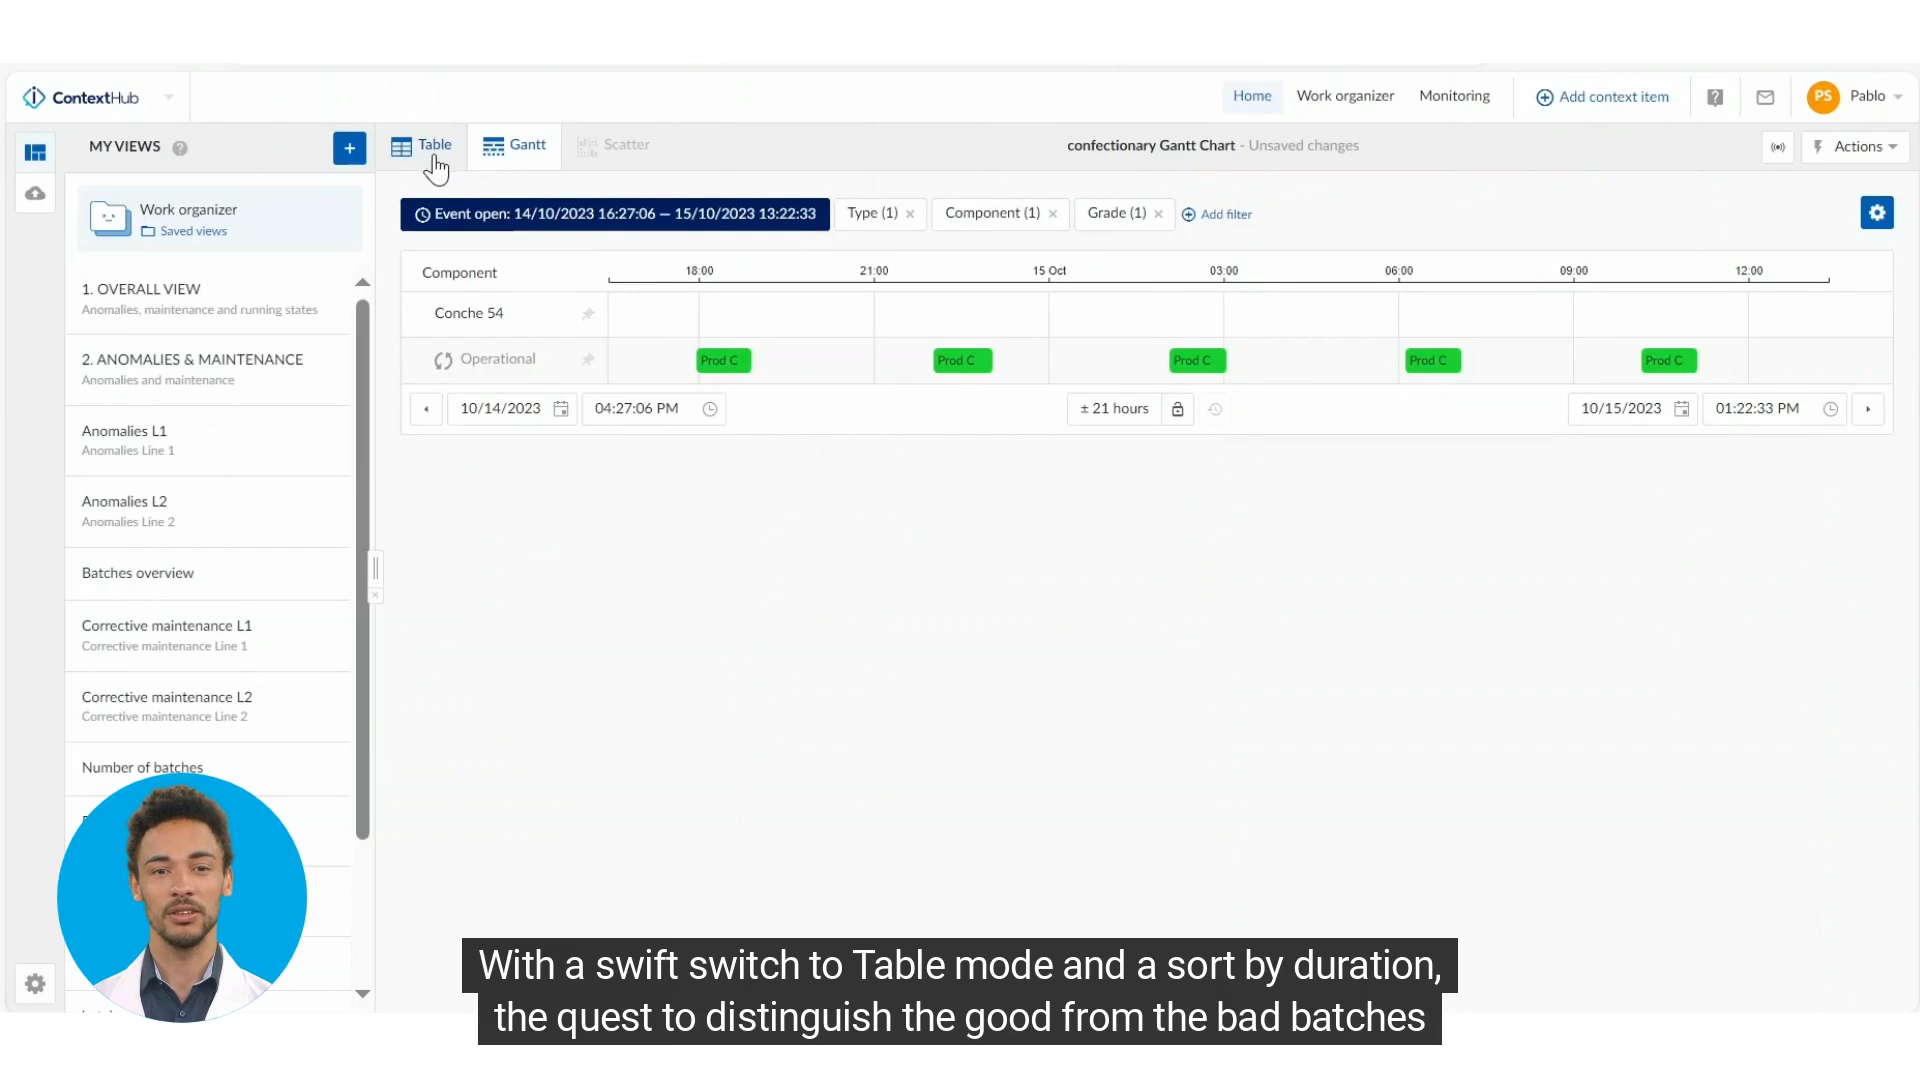 ContextHub
Home
Work organizer
Monitoring
Add context item
PS
Pablo
MY VIEWS
+
Table
Gantt
Scatter
confectionary Gantt Chart - Unsaved changes
Actions
Work organizer
Saved views
Event open: 14/10/2023 16:27:06 — 15/10/2023 13:22:33
Type (1)
Component (1)
Grade (1)
Add filter
Component
18:00
21:00
15 Oct
03:00
06:00
09:00
12:00
Conche 54
Operational
Prod C
Prod C
Prod C
Prod C
Prod C
10/14/2023
04:27:06 PM
± 21 hours
10/15/2023
01:22:33 PM
1. OVERALL VIEW
Anomalies, maintenance and running states
2. ANOMALIES & MAINTENANCE
Anomalies and maintenance
Anomalies L1
Anomalies Line 1
Anomalies L2
Anomalies Line 2
Batches overview
Corrective maintenance L1
Corrective maintenance Line 1
Corrective maintenance L2
Corrective maintenance Line 2
Number of batches
With a swift switch to Table mode and a sort by duration,
the quest to distinguish the good from the bad batches